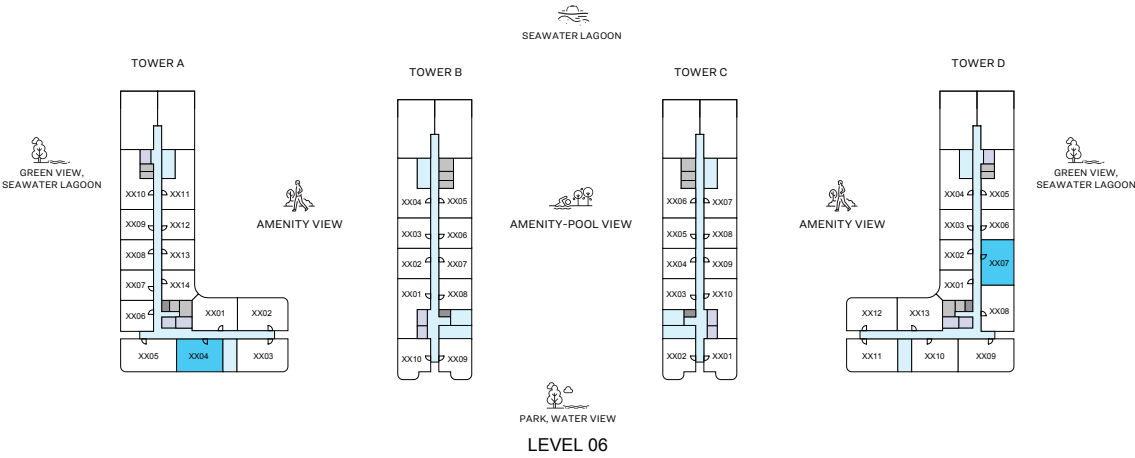 SEAWATER LAGOON
TOWER A
TOWER B
TOWER C
TOWER D
GREEN VIEW,
SEAWATER LAGOON
AMENITY VIEW
AMENITY-POOL VIEW
AMENITY VIEW
GREEN VIEW,
SEAWATER LAGOON
XX10 XX11
XX09 XX12
XX08 XX13
XX07 XX14
XX06 XX01 XX02
XX05 XX04 XX03
XX04 XX05
XX03 XX06
XX02 XX07
XX01 XX08
XX10 XX09
XX06 XX07
XX05 XX08
XX04 XX09
XX03 XX10
XX02 XX01
XX04 XX05
XX03 XX06
XX02 XX07
XX01
XX12 XX13 XX08
XX11 XX10 XX09
PARK, WATER VIEW
LEVEL 06